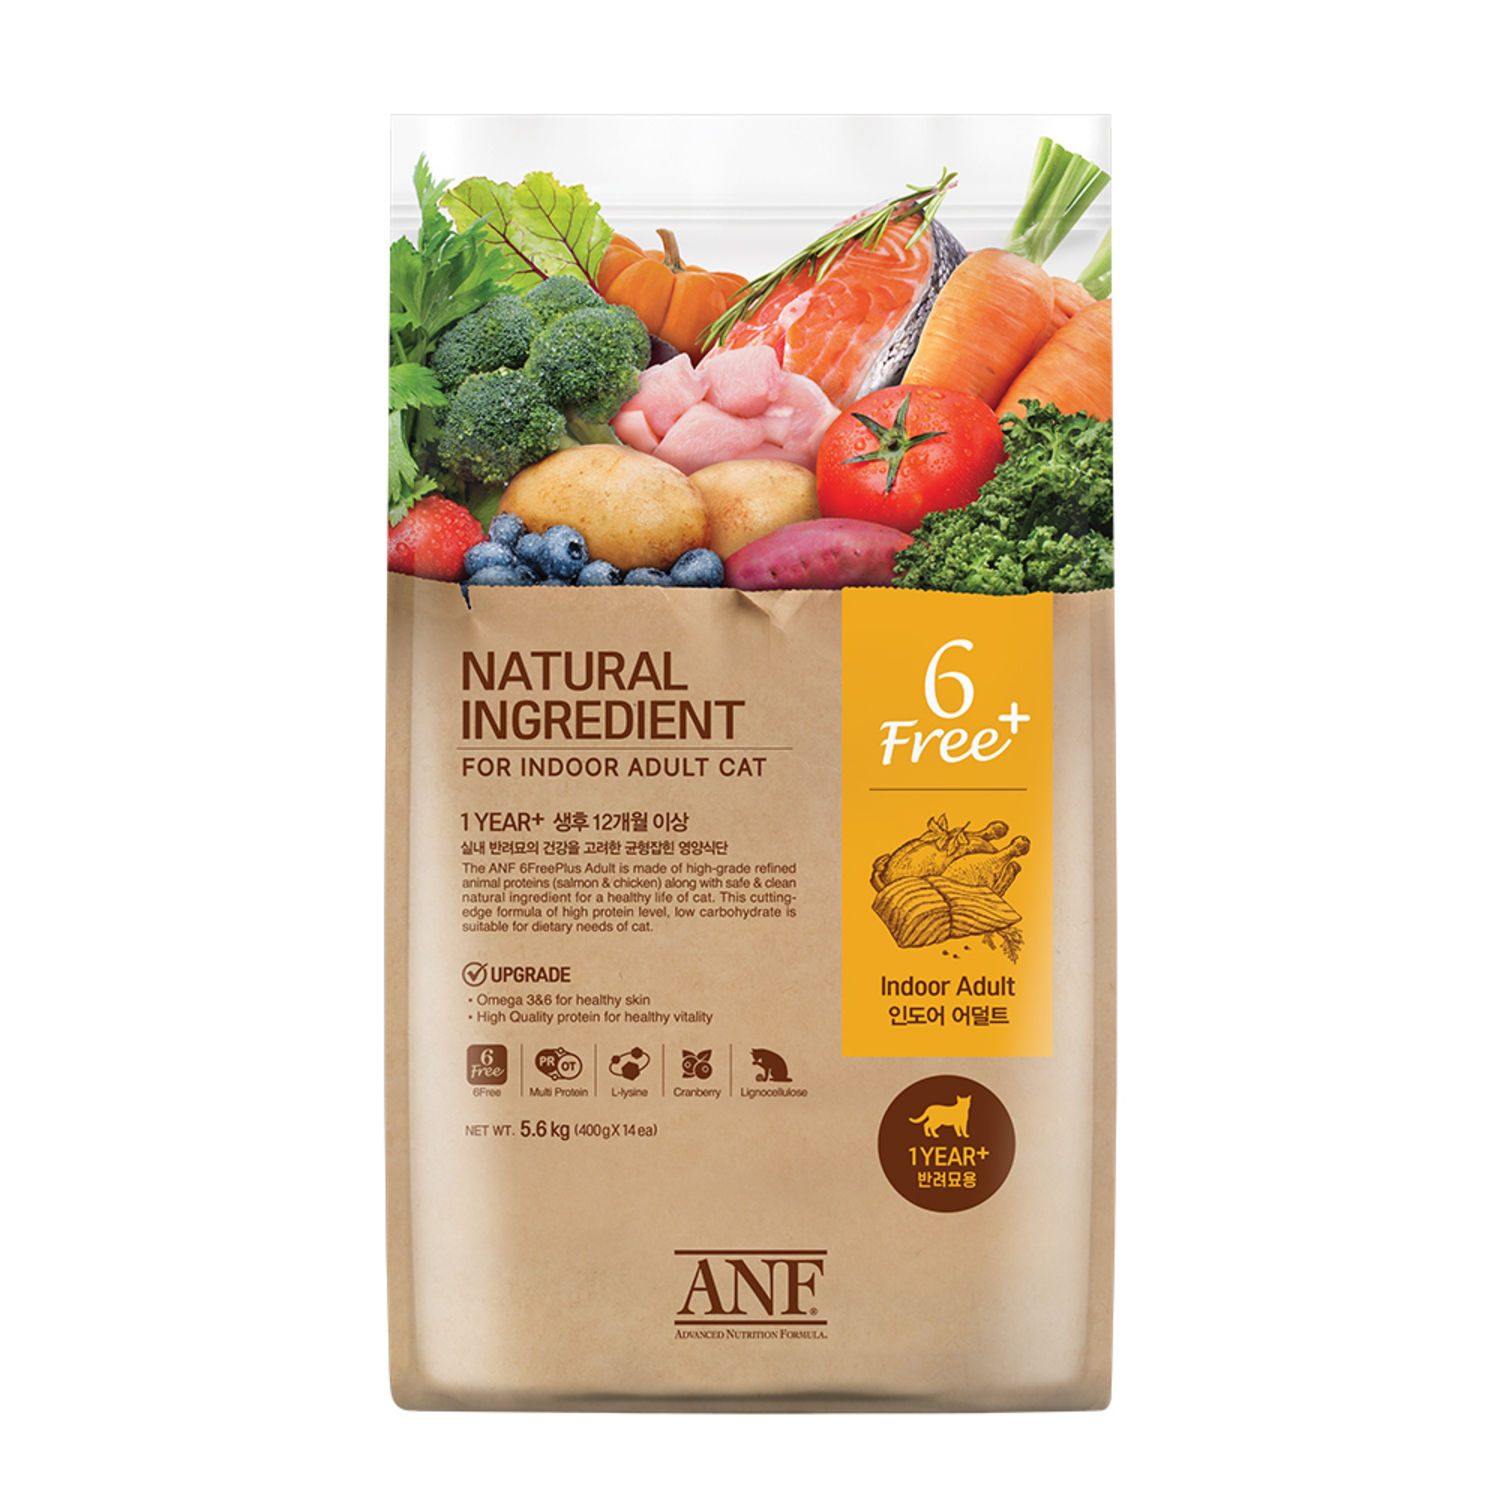 NATURAL
INGREDIENT
FOR INDOOR ADULT CAT
1 YEAR+ 생후 12개월 이상
실내 반려묘의 건강을 고려한 균형잡힌 영양식단
The ANF 6FreePlus Adult is made of high-grade refined
animal proteins (salmon & chicken) along with safe & clean
natural ingredient for a healthy life of cat. This cutting-
edge formula of high protein level, low carbohydrate is
suitable for dietary needs of cat.
UPGRADE
• Omega 3&6 for healthy skin
• High Quality protein for healthy vitality
6
Free
6Free
PR OT
Multi Protein
L-lysine
Cranberry
Lignocellulose
NET WT. 5.6 kg (400gX14ea)
6
Free+
Indoor Adult
인도어 어덜트
1YEAR+
반려묘용
ANF®
ADVANCED NUTRITION FORMULA.